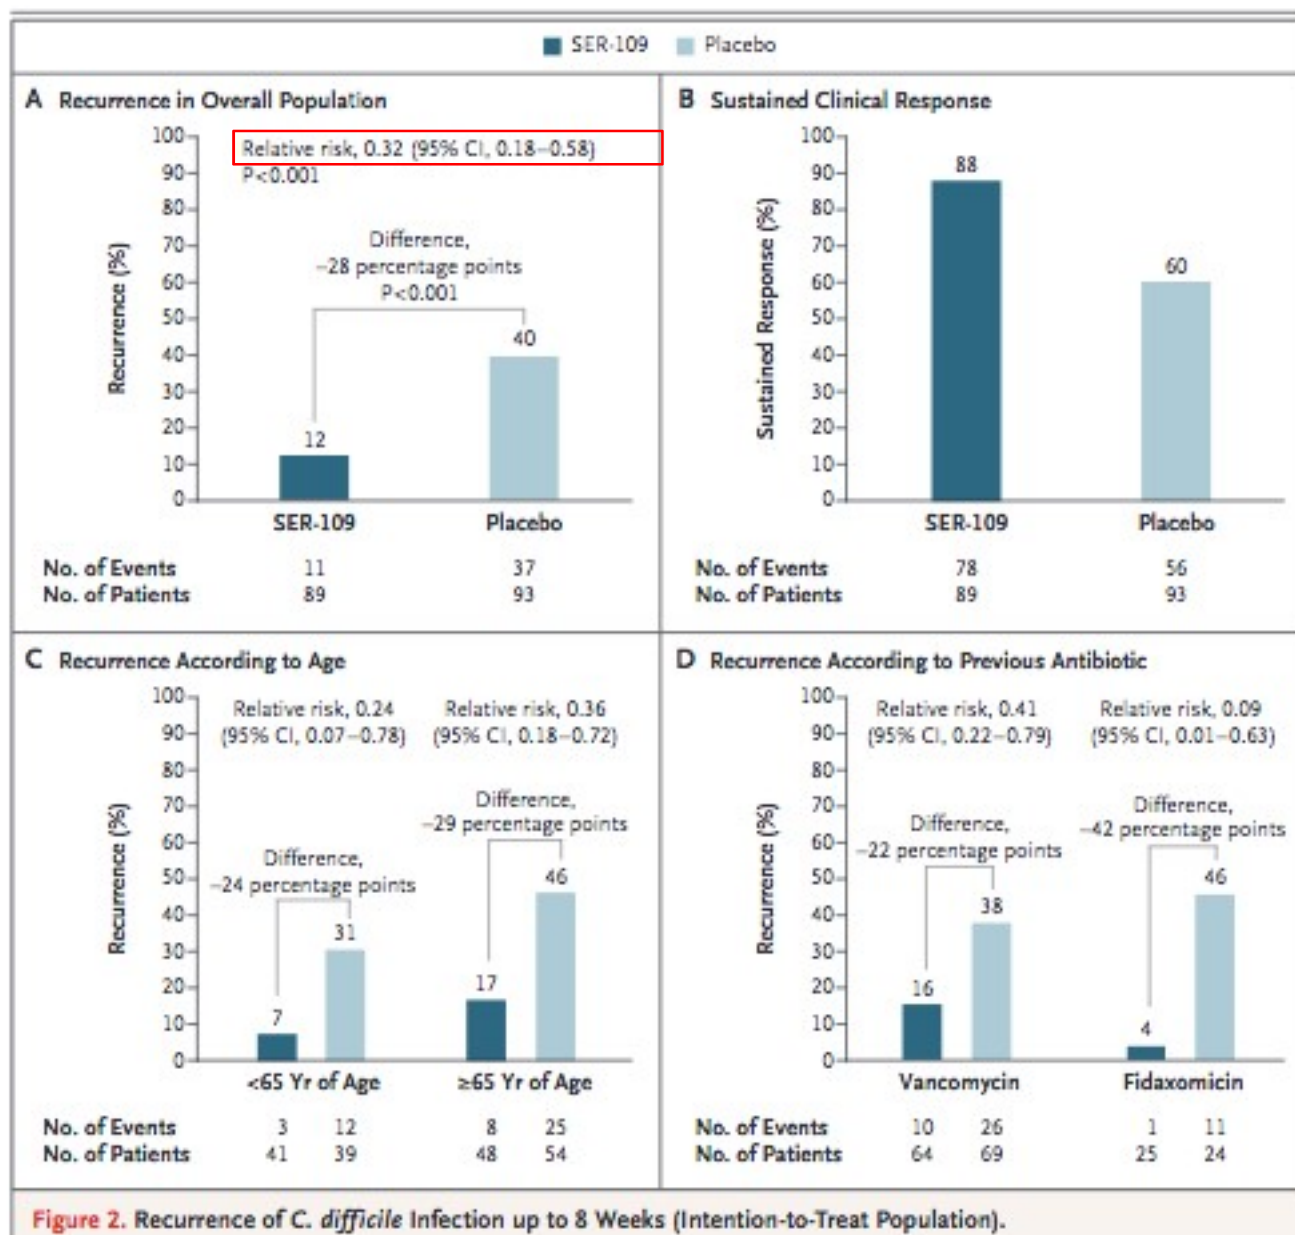 SER-109 Placebo
A Recurrence in Overall Population
Relative risk, 0.32 (95% CI, 0.18–0.58)
P<0.001
Difference,
–28 percentage points
P<0.001
Recurrence (%)
100
90
80
70
60
50
40
30
20
10
0
12
40
SER-109 Placebo
No. of Events 11 37
No. of Patients 89 93
B Sustained Clinical Response
Sustained Response (%)
100
90
80
70
60
50
40
30
20
10
0
88
60
SER-109 Placebo
No. of Events 78 56
No. of Patients 89 93
C Recurrence According to Age
Relative risk, 0.24
(95% CI, 0.07–0.78)
Relative risk, 0.36
(95% CI, 0.18–0.72)
Difference,
–24 percentage points
Difference,
–29 percentage points
Recurrence (%)
100
90
80
70
60
50
40
30
20
10
0
7
31
17
46
<65 Yr of Age ≥65 Yr of Age
No. of Events 3 12 8 25
No. of Patients 41 39 48 54
D Recurrence According to Previous Antibiotic
Relative risk, 0.41
(95% CI, 0.22–0.79)
Relative risk, 0.09
(95% CI, 0.01–0.63)
Difference,
–22 percentage points
Difference,
–42 percentage points
Recurrence (%)
100
90
80
70
60
50
40
30
20
10
0
16
38
4
46
Vancomycin Fidaxomicin
No. of Events 10 26 1 11
No. of Patients 64 69 25 24
Figure 2. Recurrence of C. difficile Infection up to 8 Weeks (Intention-to-Treat Population).